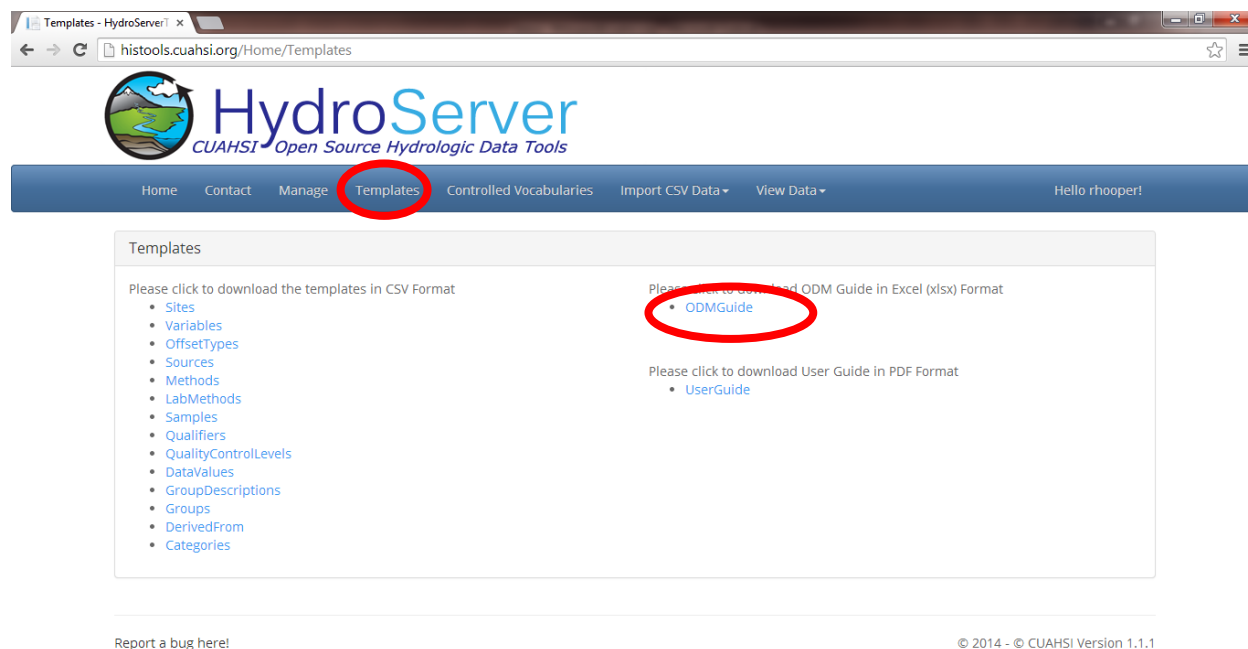 Templates - HydroServerT
histools.cuahsi.org/Home/Templates
HydroServer
CUAHSI Open Source Hydrologic Data Tools
Home Contact Manage Templates Controlled Vocabularies Import CSV Data View Data Hello rhooper!
Templates
Please click to download the templates in CSV Format
Sites
Variables
OffsetTypes
Sources
Methods
LabMethods
Samples
Qualifiers
QualityControlLevels
DataValues
GroupDescriptions
Groups
DerivedFrom
Categories
Please click to download ODM Guide in Excel (xlsx) Format
ODMGuide
Please click to download User Guide in PDF Format
UserGuide
Report a bug here!
© 2014 - © CUAHSI Version 1.1.1